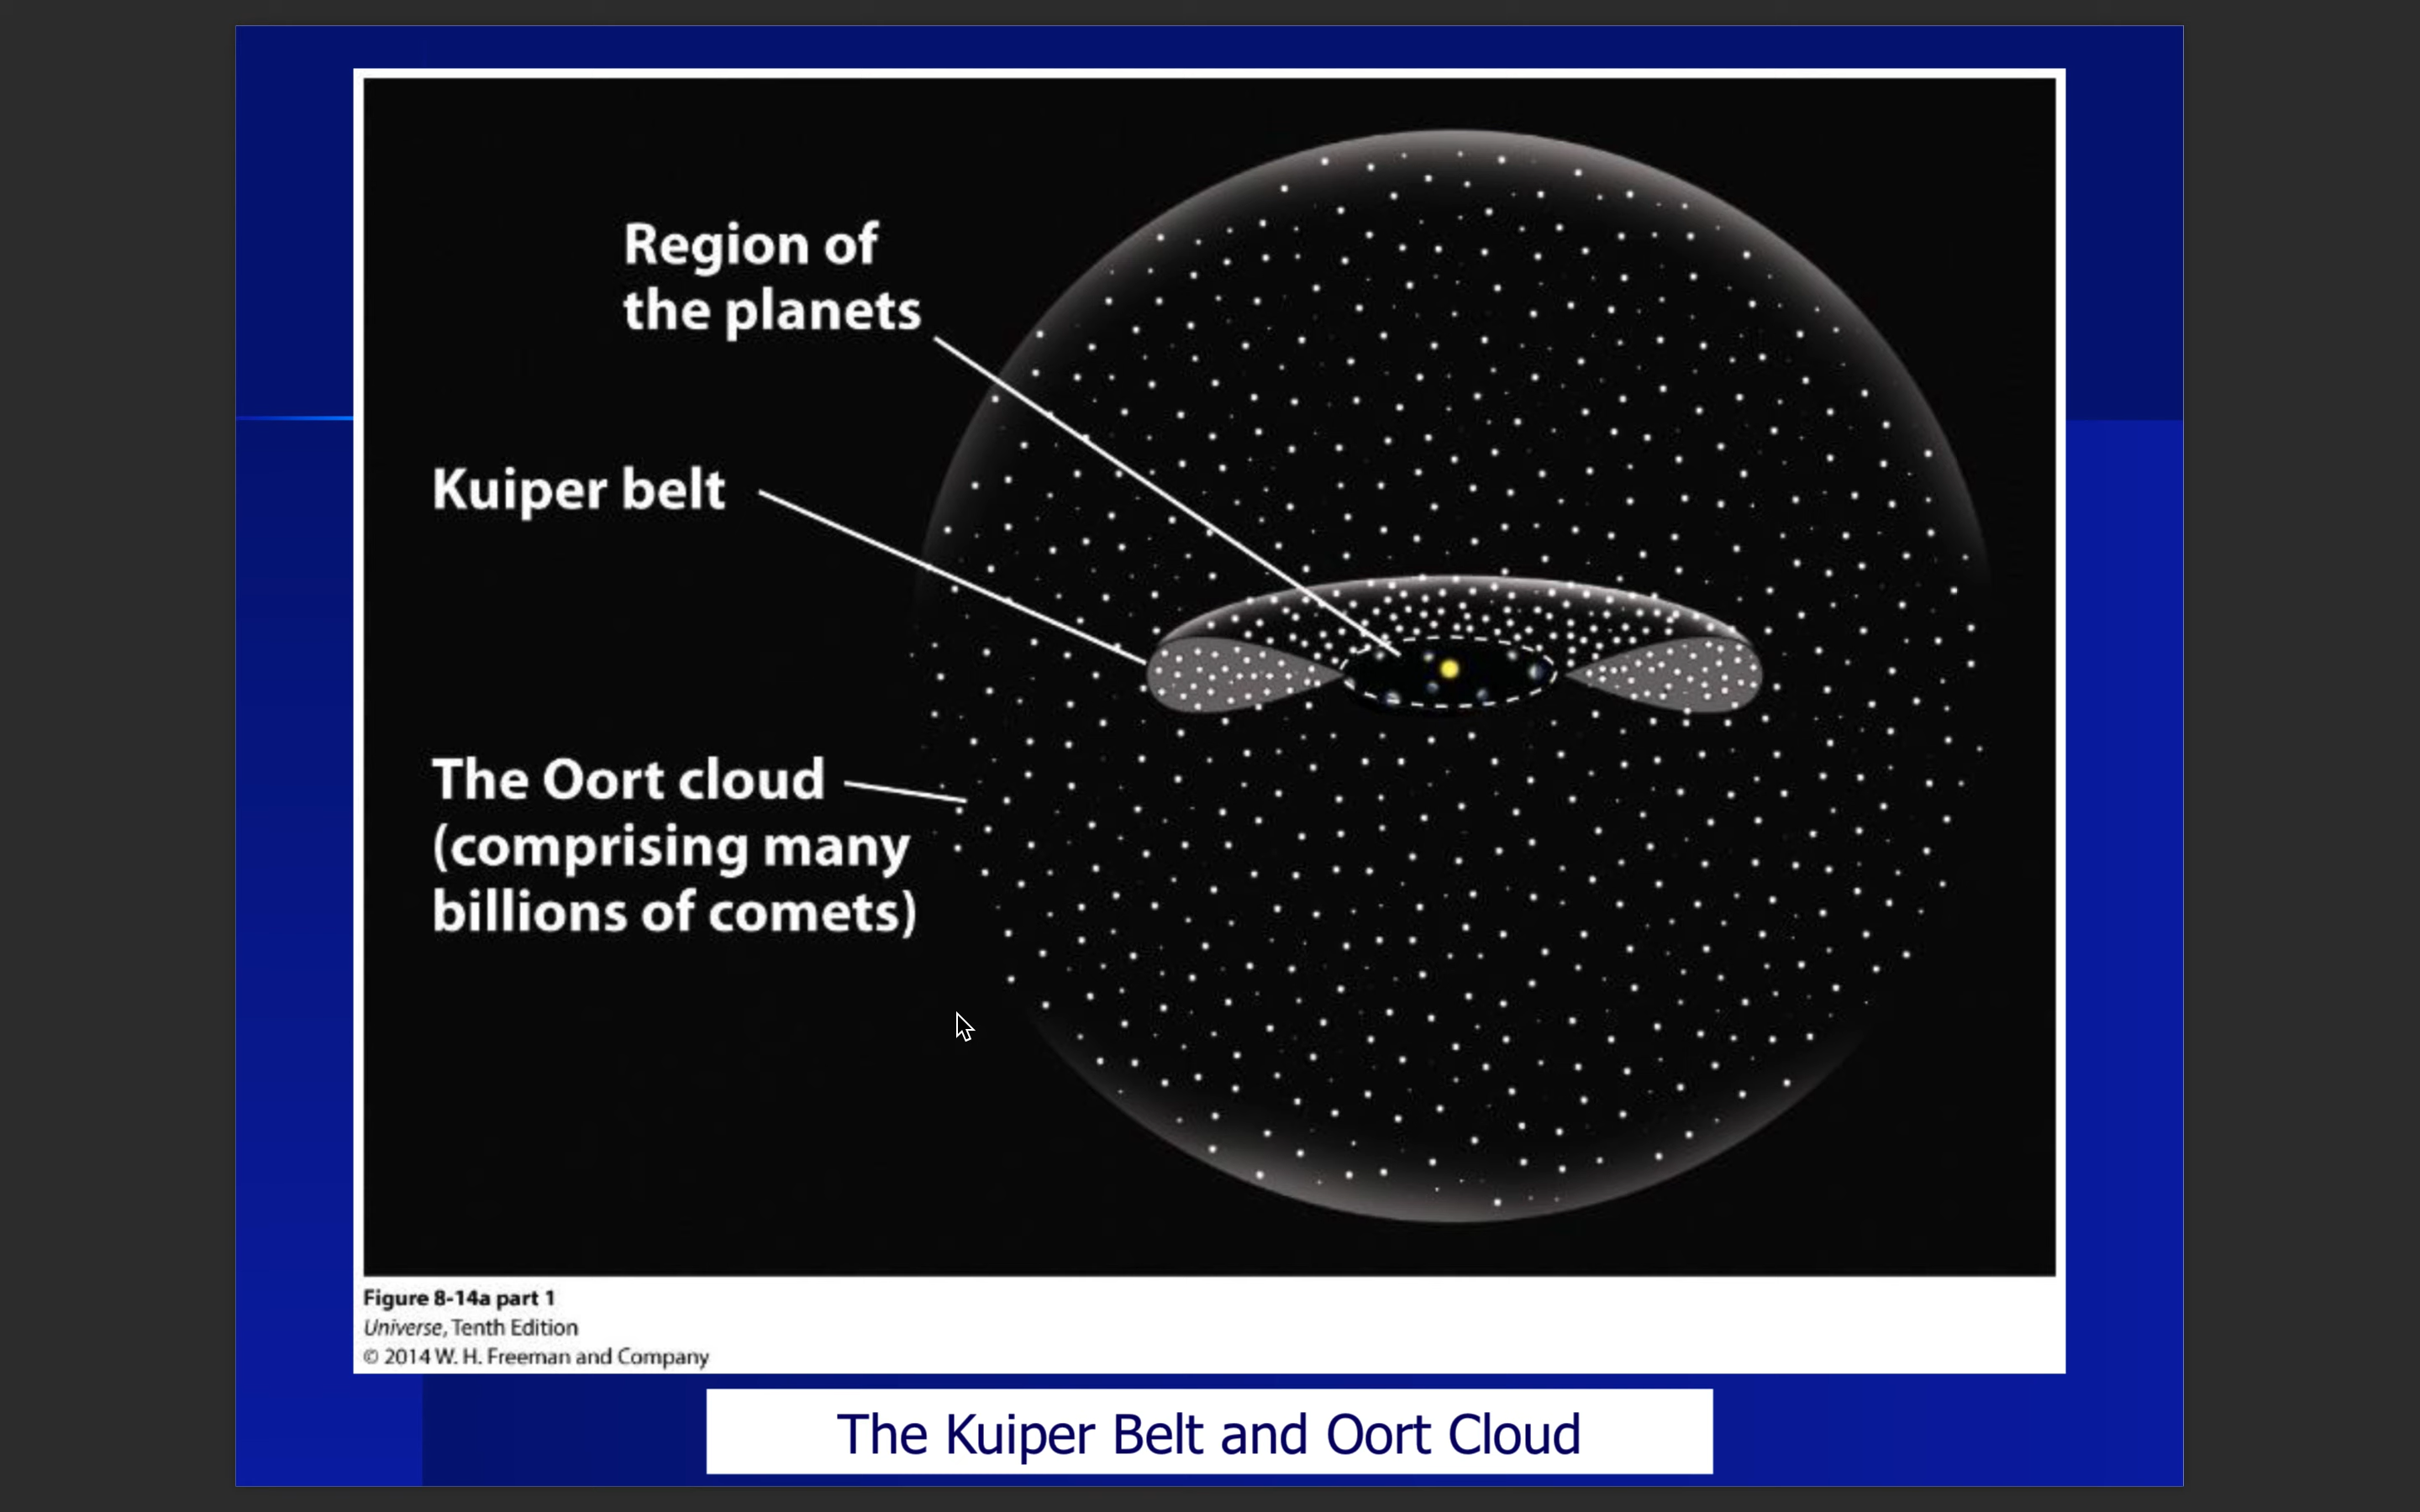 Region of
the planets
Kuiper belt
The Oort cloud
(comprising many
billions of comets)
Figure 8-14a part 1
Universe, Tenth Edition
© 2014 W. H. Freeman and Company
The Kuiper Belt and Oort Cloud